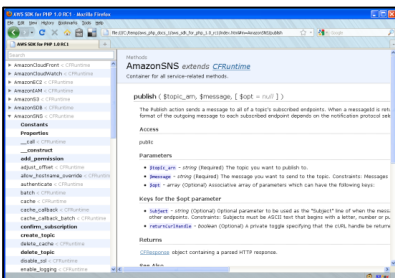 AWS SDK for PHP 1.0 RC1 - Mozilla Firefox
File Edit View History Bookmarks Tools Help
AWS SDK for PHP 1.0 RC1
Search
AmazonCloudFront < CFRuntime
AmazonCloudWatch < CFRuntime
AmazonEC2 < CFRuntime
AmazonIAM < CFRuntime
AmazonS3 < CFRuntime
AmazonSDB < CFRuntime
AmazonSNS < CFRuntime
Constants
Properties
__call < CFRuntime
__construct
add_permission
adjust_offset < CFRuntime
allow_hostname_override < CFRuntime
authenticate < CFRuntime
batch < CFRuntime
cache < CFRuntime
cache_callback < CFRuntime
cache_callback_batch < CFRuntime
confirm_subscription
create_topic
delete_cache < CFRuntime
delete_topic
disable_ssl < CFRuntime
enable_logging < CFRuntime
Methods
AmazonSNS extends CFRuntime
Container for all service-related methods.
publish ( $topic_arn, $message, [ $opt = null ] )
The Publish action sends a message to all of a topic's subscribed endpoints. When a messageId is
format of the outgoing message to each subscribed endpoint depends on the notification protocol
Access
public
Parameters
$topic_arn - string (Required) The topic you want to publish to.
$message - string (Required) The message you want to send to the topic. Constraints: Messages
$opt - array (Optional) Associative array of parameters which can have the following keys:
Keys for the $opt parameter
Subject - string (Optional) Optional parameter to be used as the "Subject" line of when the
other endpoints. Constraints: Subjects must be ASCII text that begins with a letter, number or
returnCurlHandle - boolean (Optional) A private toggle specifying that the cURL handle be
Returns
CFResponse object containing a parsed HTTP response.
See Also